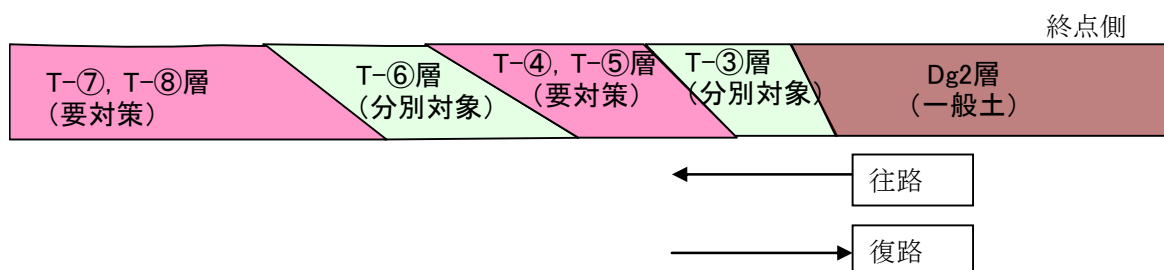 終点側
T-⑦, T-⑧層
(要対策)
T-⑥層
(分別対象)
T-④, T-⑤層
(要対策)
T-③層
(分別対象)
Dg2層
(一般土)
往路
復路